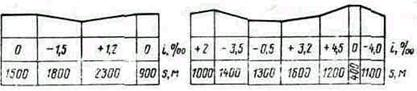 0 −1,5 +1,2 0 i, ‰
1500 1800 2300 900 s, м
+2 −3,5 −0,5 +3,2 +4,5 0 −4,0 i, ‰
1000 1400 1300 1600 1200 400 1100 s, м